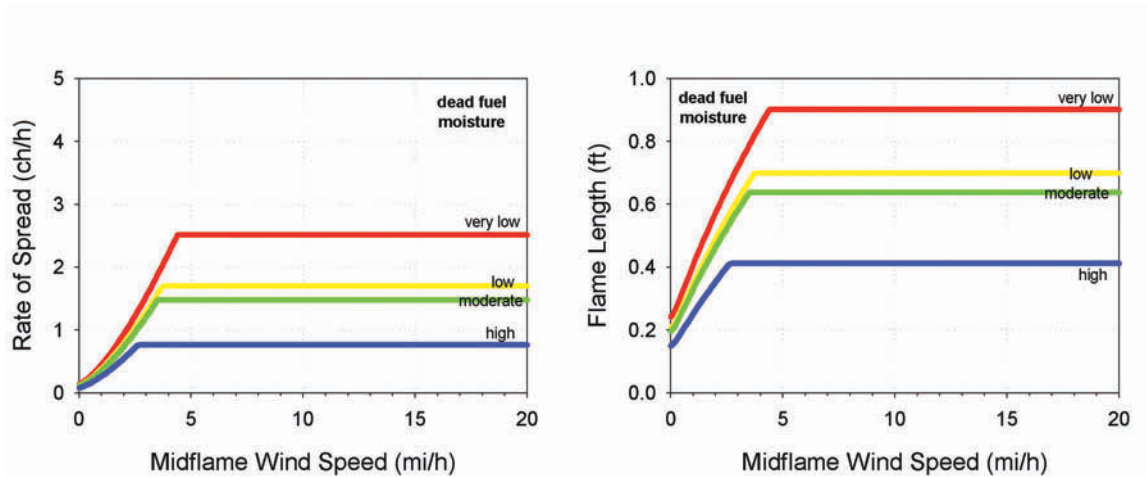 5
4
3
2
1
0
Rate of Spread (ch/h)
dead fuel
moisture
very low
low
moderate
high
0
5
10
15
20
Midflame Wind Speed (mi/h)
1.0
0.8
0.6
0.4
0.2
0.0
Flame Length (ft)
dead fuel
moisture
very low
low
moderate
high
0
5
10
15
20
Midflame Wind Speed (mi/h)